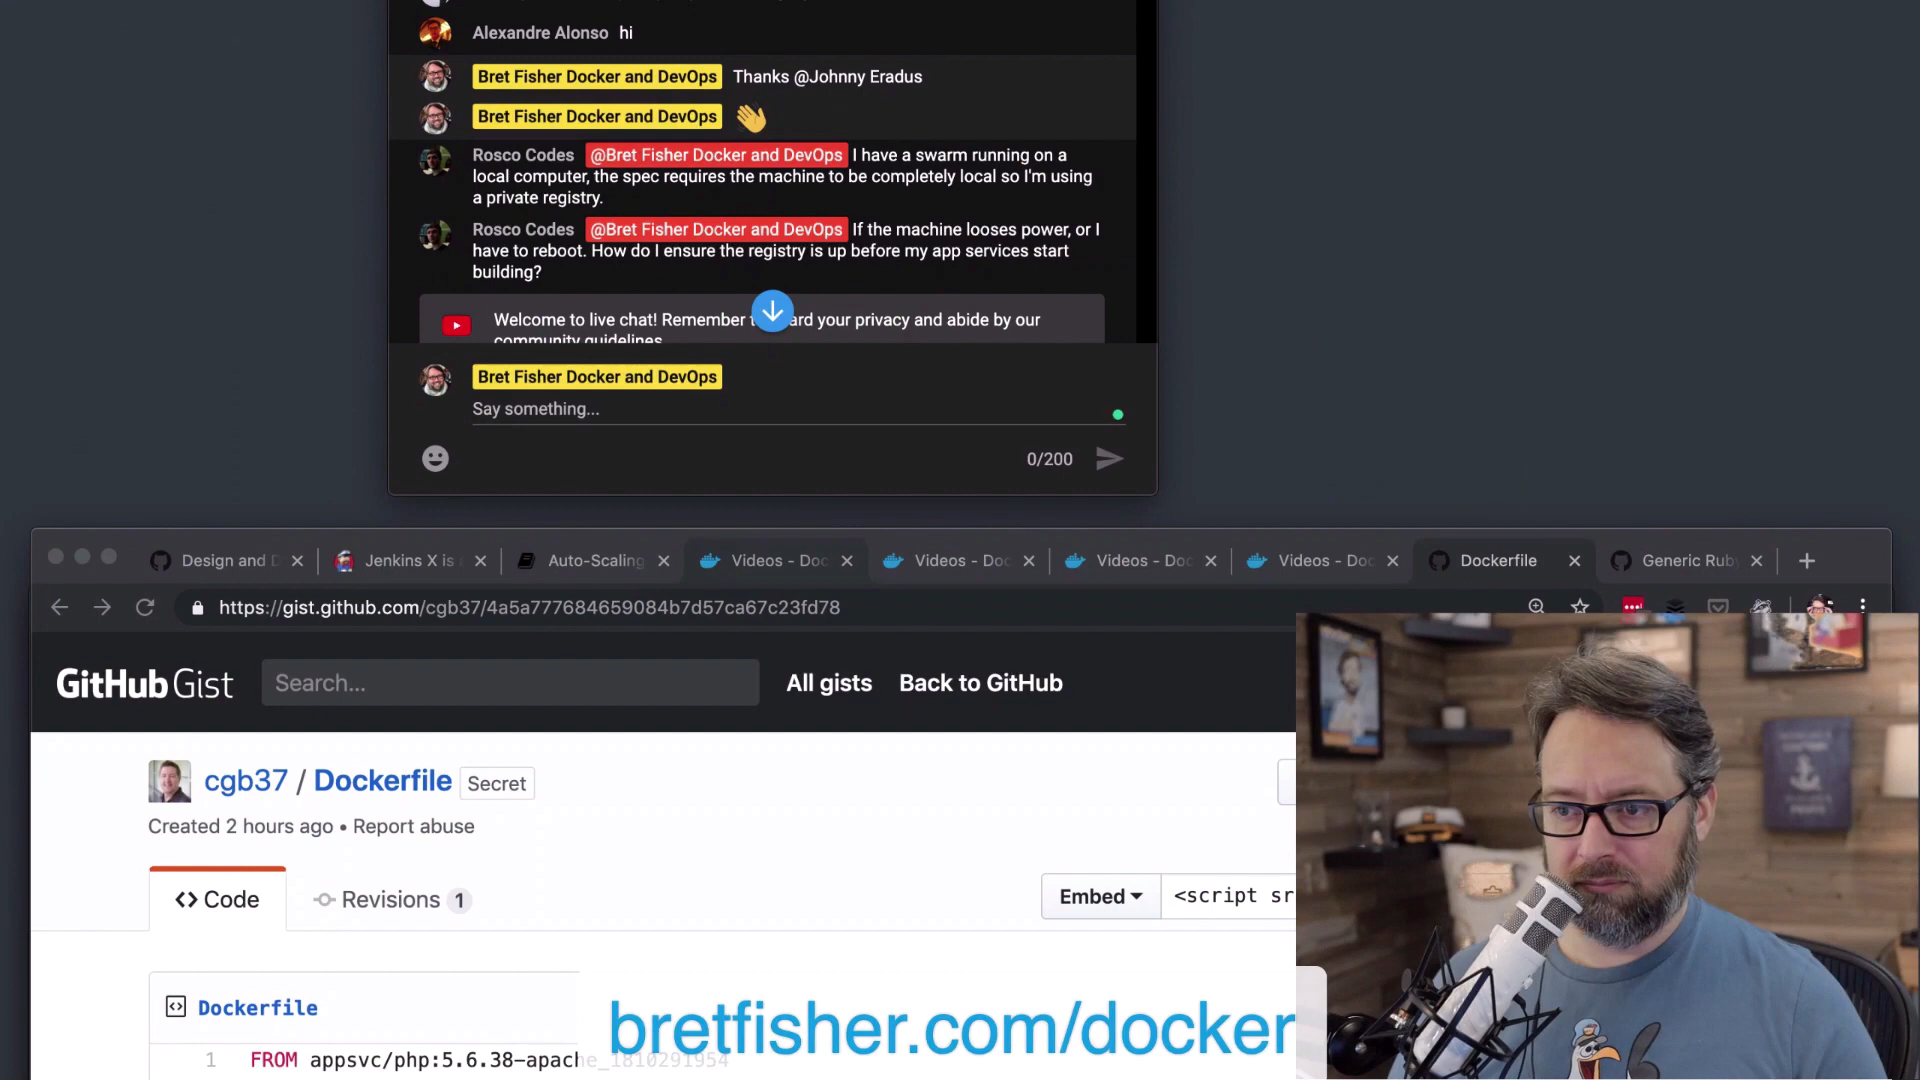 Alexandre Alonso hi
Bret Fisher Docker and DevOps Thanks @Johnny Eradus
Bret Fisher Docker and DevOps 👋
Rosco Codes @Bret Fisher Docker and DevOps I have a swarm running on a
local computer, the spec requires the machine to be completely local so I'm using
a private registry.
Rosco Codes @Bret Fisher Docker and DevOps If the machine looses power, or I
have to reboot. How do I ensure the registry is up before my app services start
building?
Welcome to live chat! Remember t ard your privacy and abide by our
community guidelines.
Bret Fisher Docker and DevOps
Say something...
0/200
Design and D Jenkins X is Auto-Scaling Videos - Doc Videos - Doc Videos - Doc Videos - Doc Dockerfile Generic Ruby
https://gist.github.com/cgb37/4a5a777684659084b7d57ca67c23fd78
GitHub Gist Search... All gists Back to GitHub
cgb37 / Dockerfile Secret
Created 2 hours ago • Report abuse
Code Revisions 1
Embed <script sr
Dockerfile
bretfisher.com/docker
1 FROM appsvc/php:5.6.38-apache_1810291954